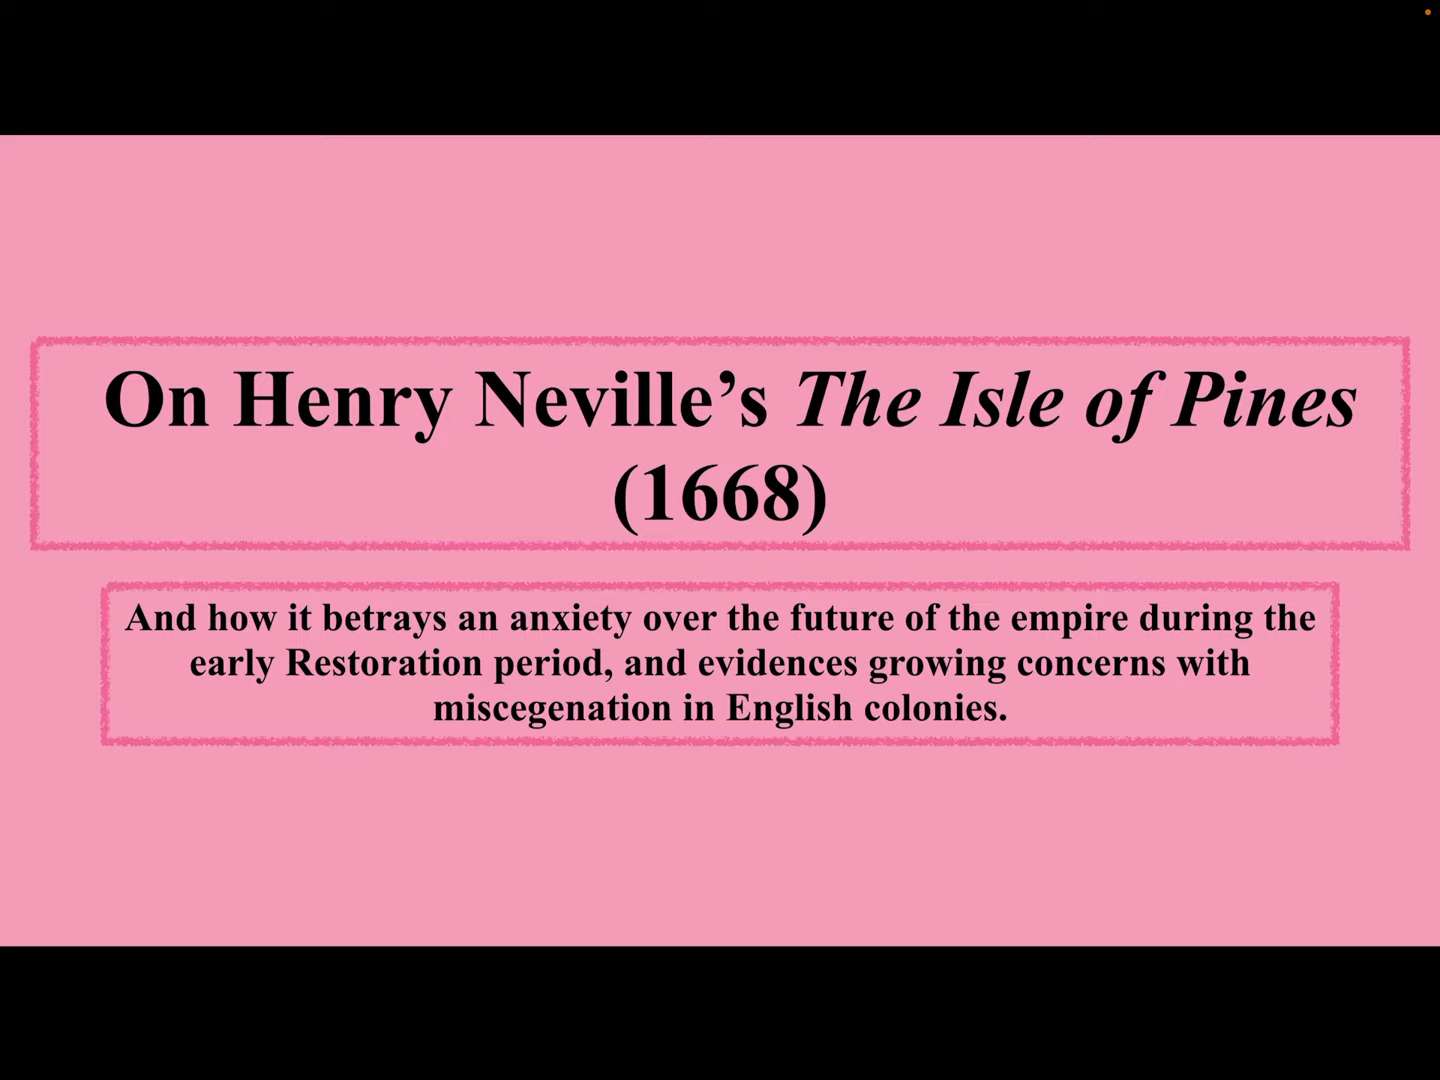 On Henry Neville’s The Isle of Pines
(1668)
And how it betrays an anxiety over the future of the empire during the
early Restoration period, and evidences growing concerns with
miscegenation in English colonies.